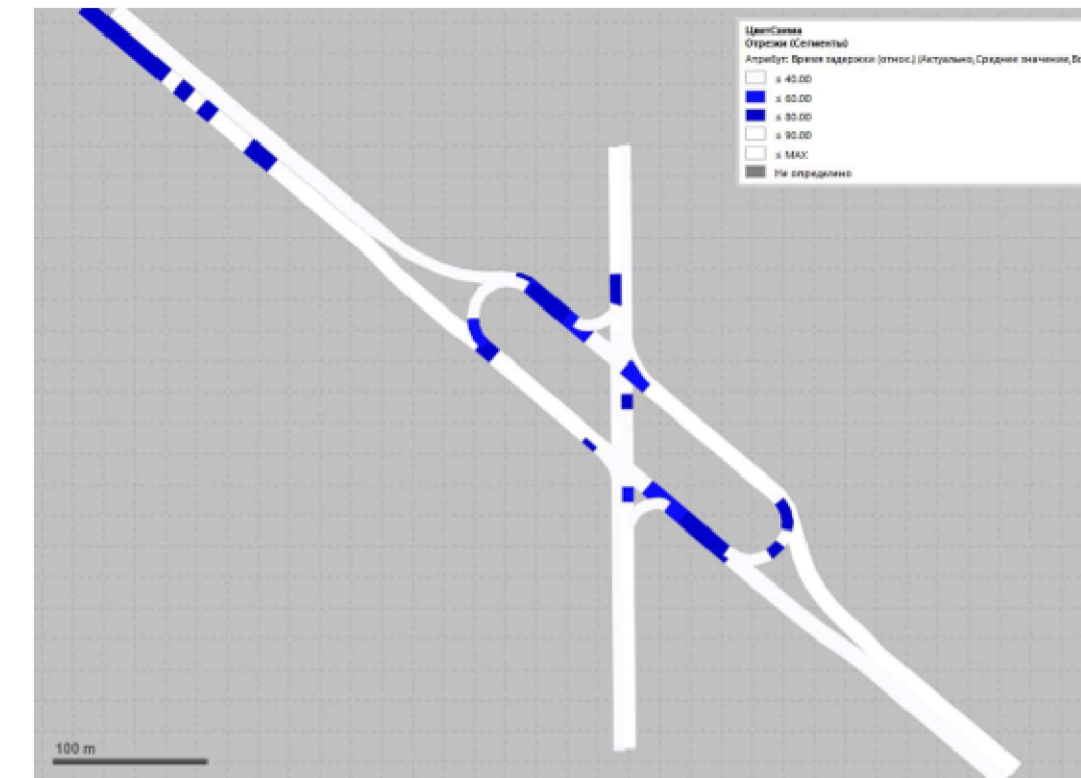 ЦветСхема
Отрезки (Сегменты)
Атрибут: Время задержки (относ.) (Актуально,Среднее значение,Вс
≤ 40.00
≤ 60.00
≤ 80.00
≤ 90.00
≤ MAX
Не определено
100 m